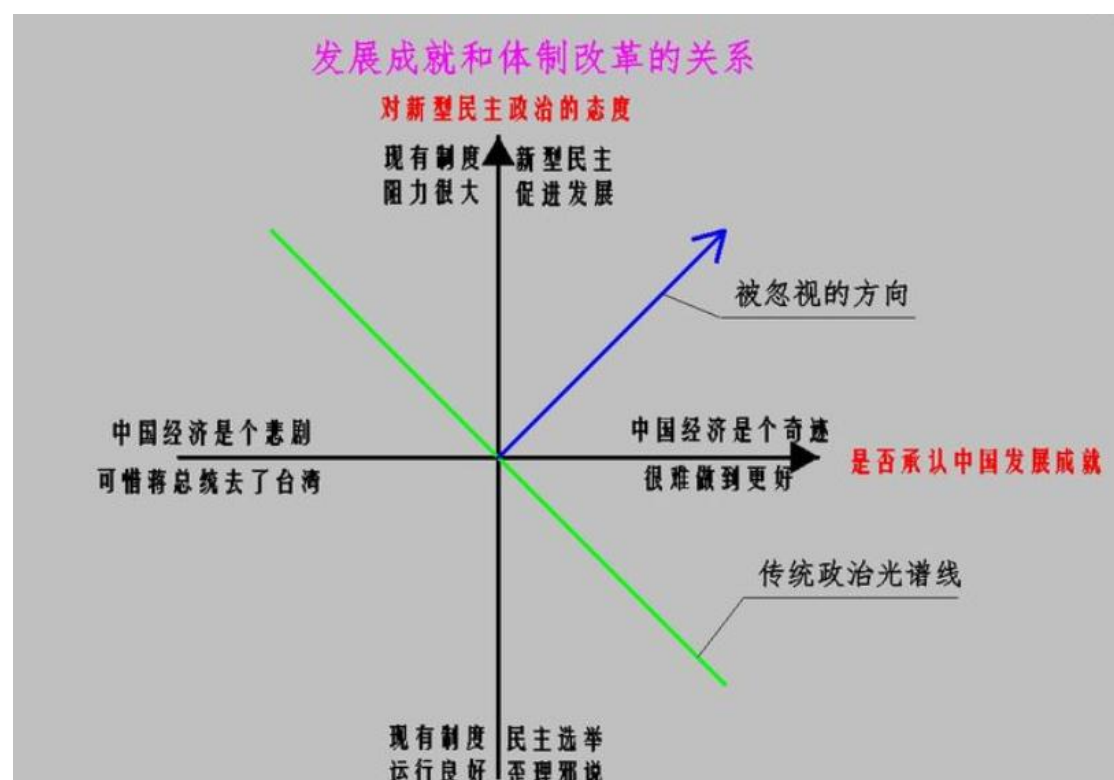 发展成就和体制改革的关系
对新型民主政治的态度
现有制度 新型民主
阻力很大 促进发展
被忽视的方向
中国经济是个悲剧
可惜蒋总统去了台湾
中国经济是个奇迹
很难做到更好
是否承认中国发展成就
传统政治光谱线
现有制度 民主选举
运行良好 歪理邪说